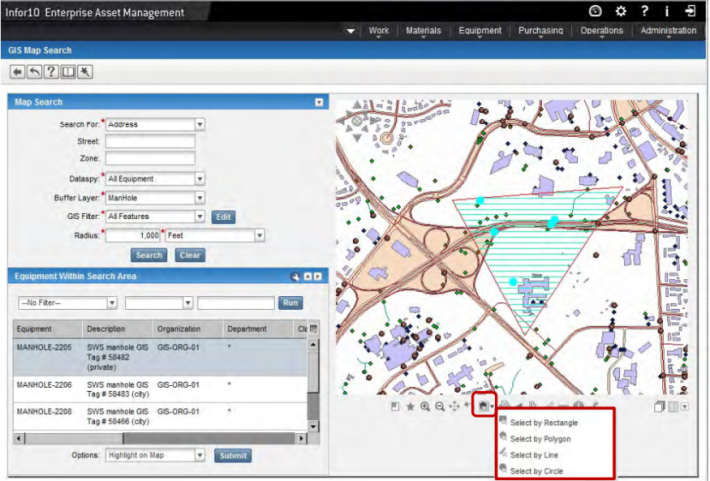 Infor10 Enterprise Asset Management
Work Materials Equipment Purchasing Operations Administration
GIS Map Search
Map Search
Search For: * Address
Street:
Zone:
Dataspy: * All Equipment
Buffer Layer: * ManHole
GIS Filter: * All Features Edit
Radius: * 1,000 * Feet
Search Clear
Equipment Within Search Area
--No Filter-- Run
Equipment Description Organization Department Cla
MANHOLE-2205 SWS manhole GIS Tag # 58482 (private) GIS-ORG-01 *
MANHOLE-2206 SWS manhole GIS Tag # 58483 (city) GIS-ORG-01 *
MANHOLE-2208 SWS manhole GIS Tag # 58466 (city) GIS-ORG-01 *
Options: Highlight on Map Submit
Select by Rectangle
Select by Polygon
Select by Line
Select by Circle